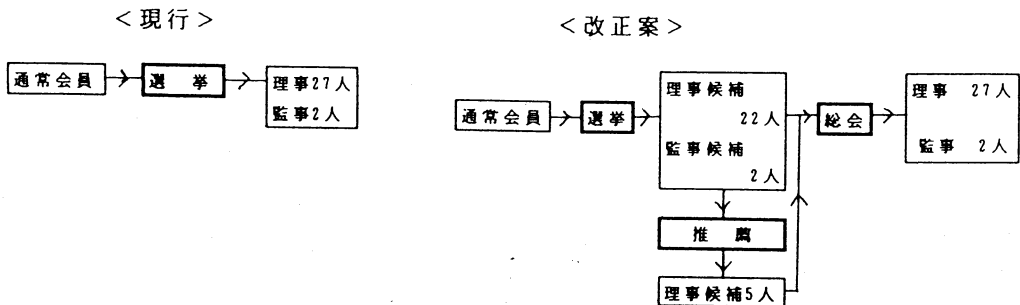 <現行>
通常会員
選 挙
理事27人
監事2人
<改正案>
通常会員
選挙
理事候補
22人
監事候補
2人
推 薦
理事候補5人
総会
理事 27人
監事 2人